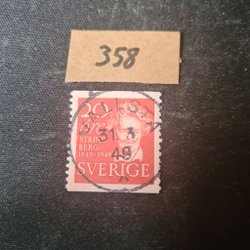 358
20
öre
STRIND
BERG
1849-1949
SVERIGE
31.3
49